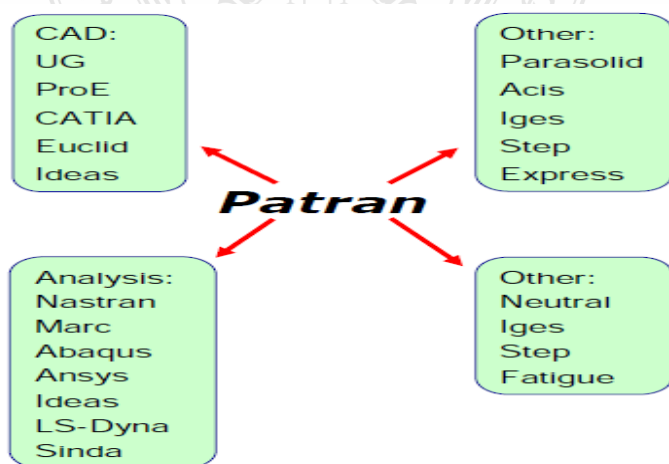 CAD:
UG
ProE
CATIA
Euclid
Ideas
Other:
Parasolid
Acis
Iges
Step
Express
Patran
Analysis:
Nastran
Marc
Abaqus
Ansys
Ideas
LS-Dyna
Sinda
Other:
Neutral
Iges
Step
Fatigue